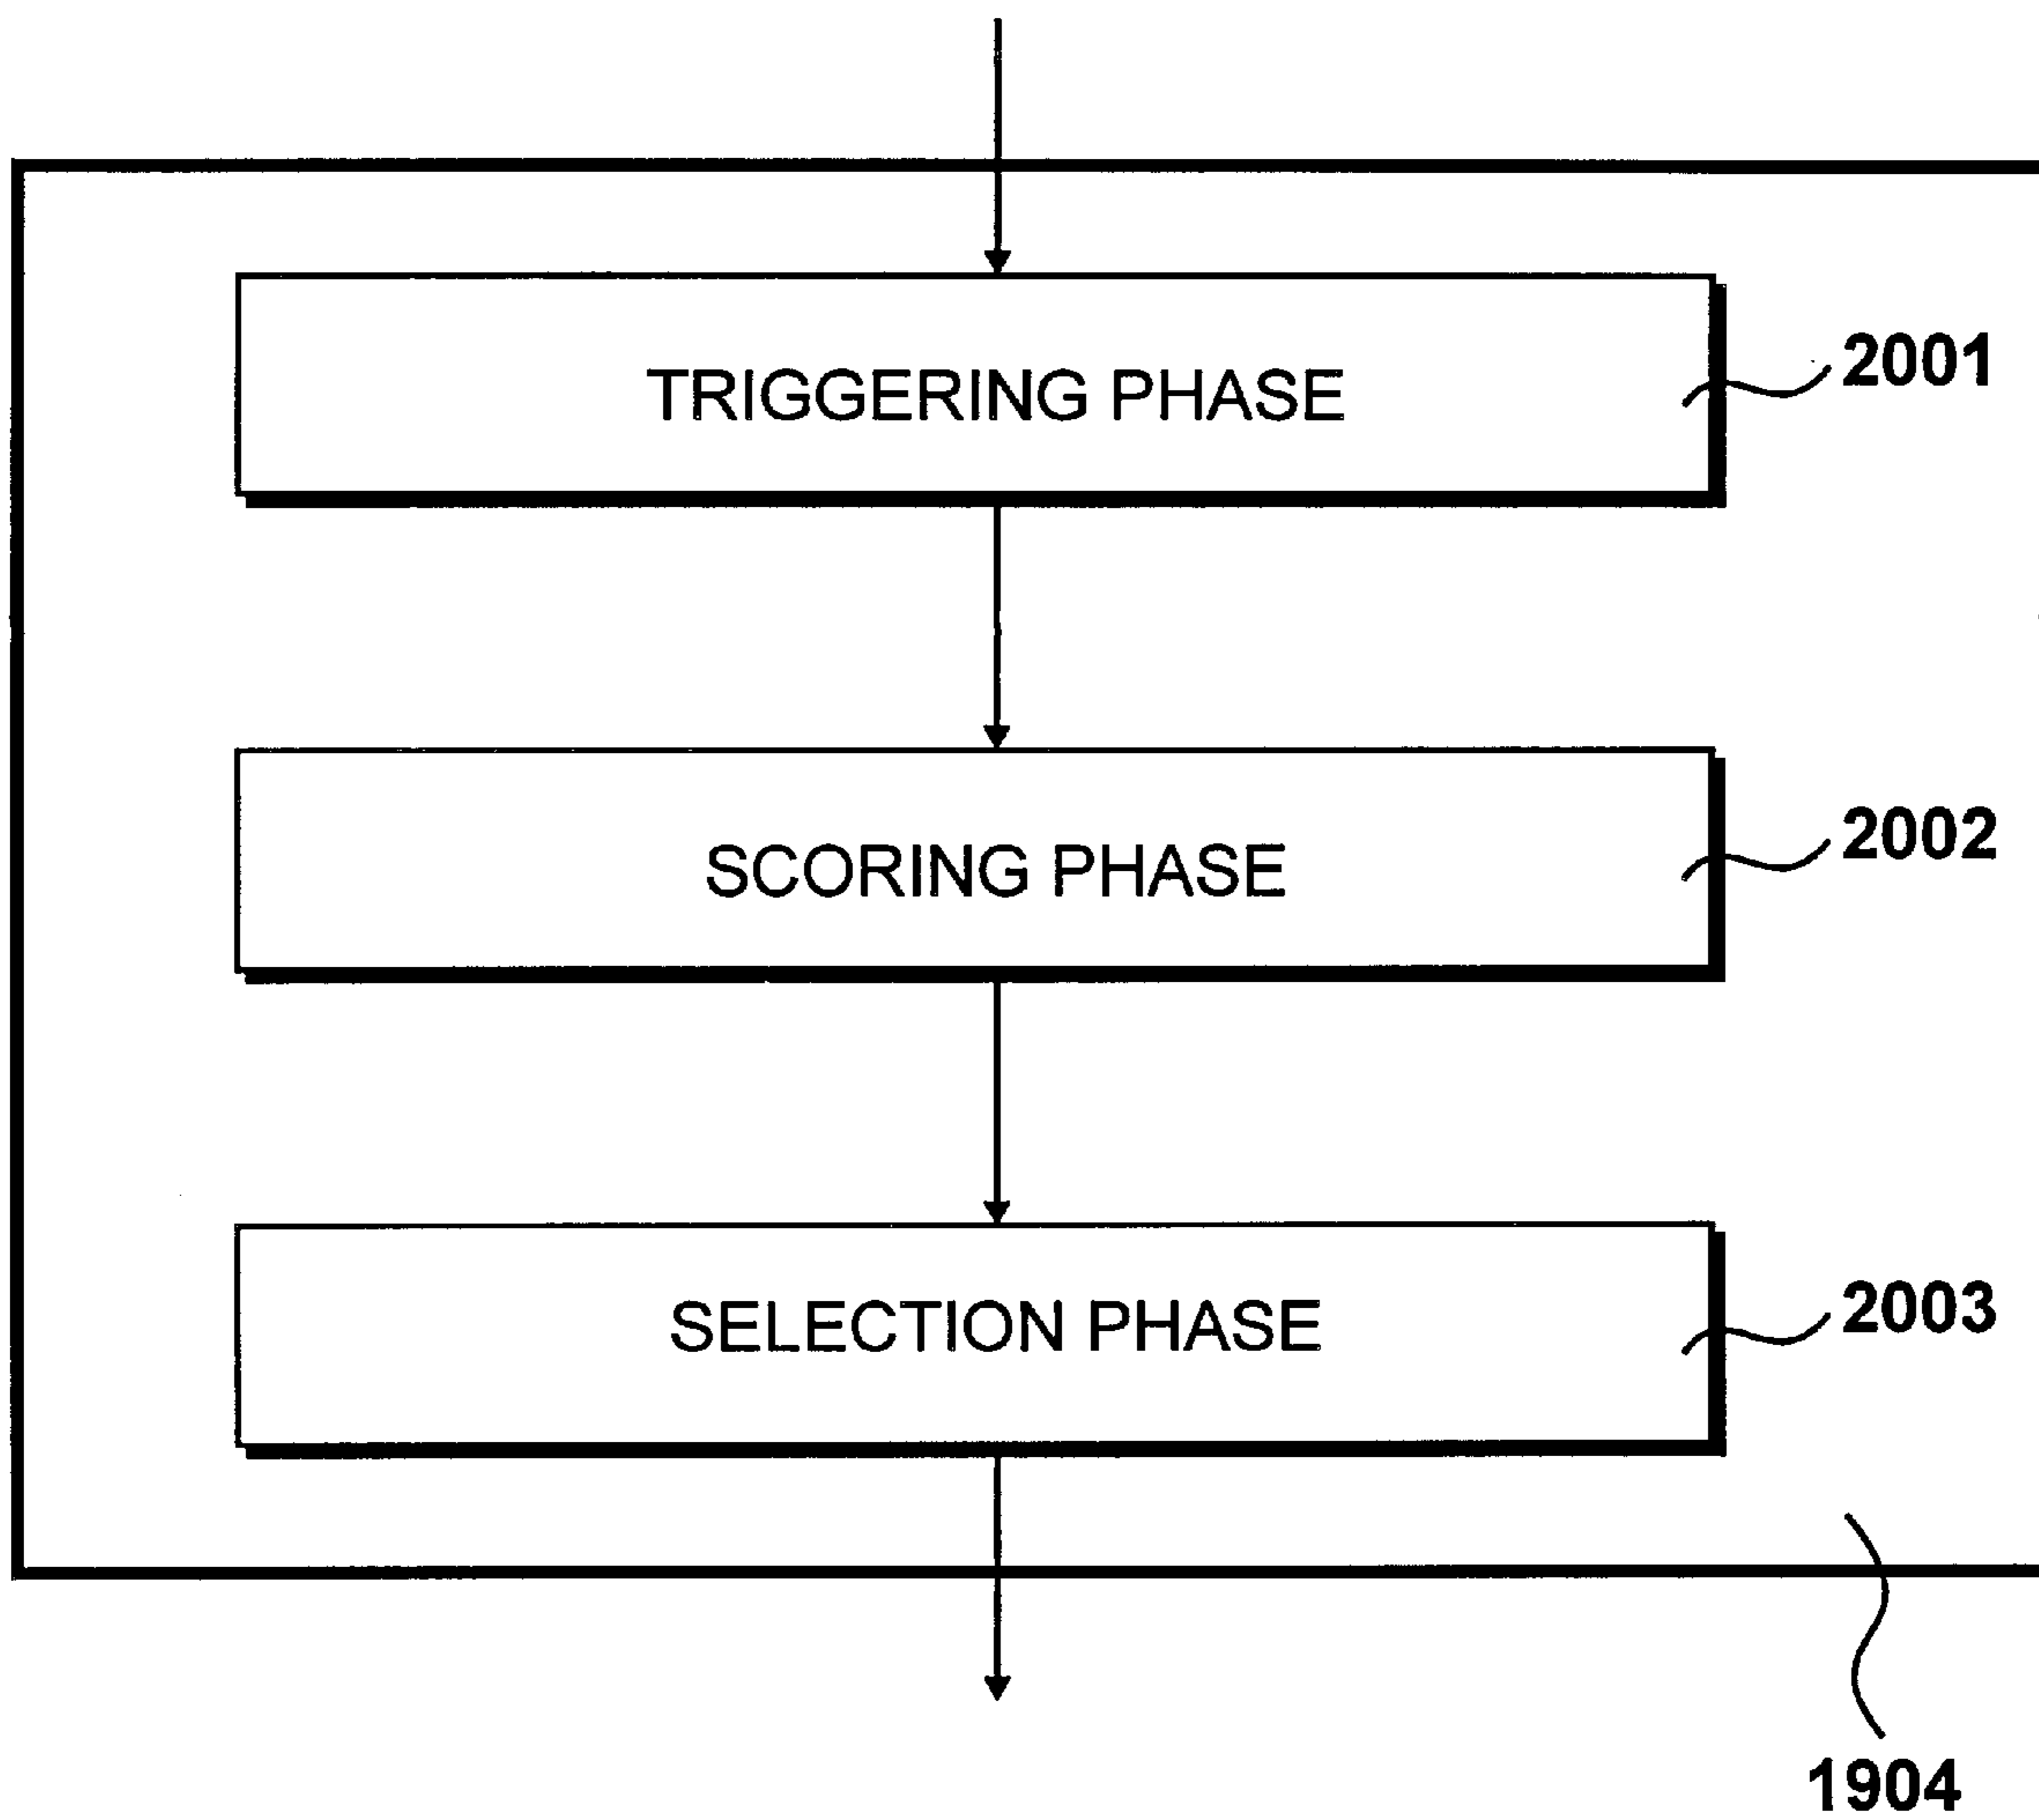 TRIGGERING PHASE
2001
SCORING PHASE
2002
SELECTION PHASE
2003
1904